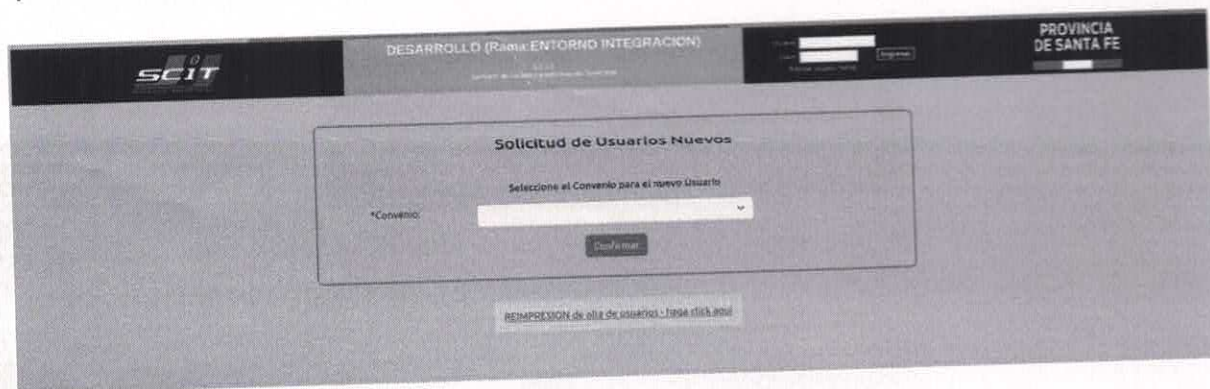 SCIT
DESARROLLO (Rama: ENTORNO INTEGRACION)
Ingresar
PROVINCIA
DE SANTA FE
Solicitud de Usuarios Nuevos
Seleccione el Convenio para el nuevo Usuario
*Convenio:
Confirmar
REIMPRESION de alta de usuarios - haga click aquí